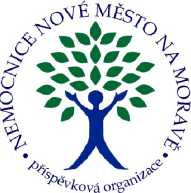 • NEMOCNICE NOVÉ MĚSTO NA MORAVĚ •
příspěvková organizace